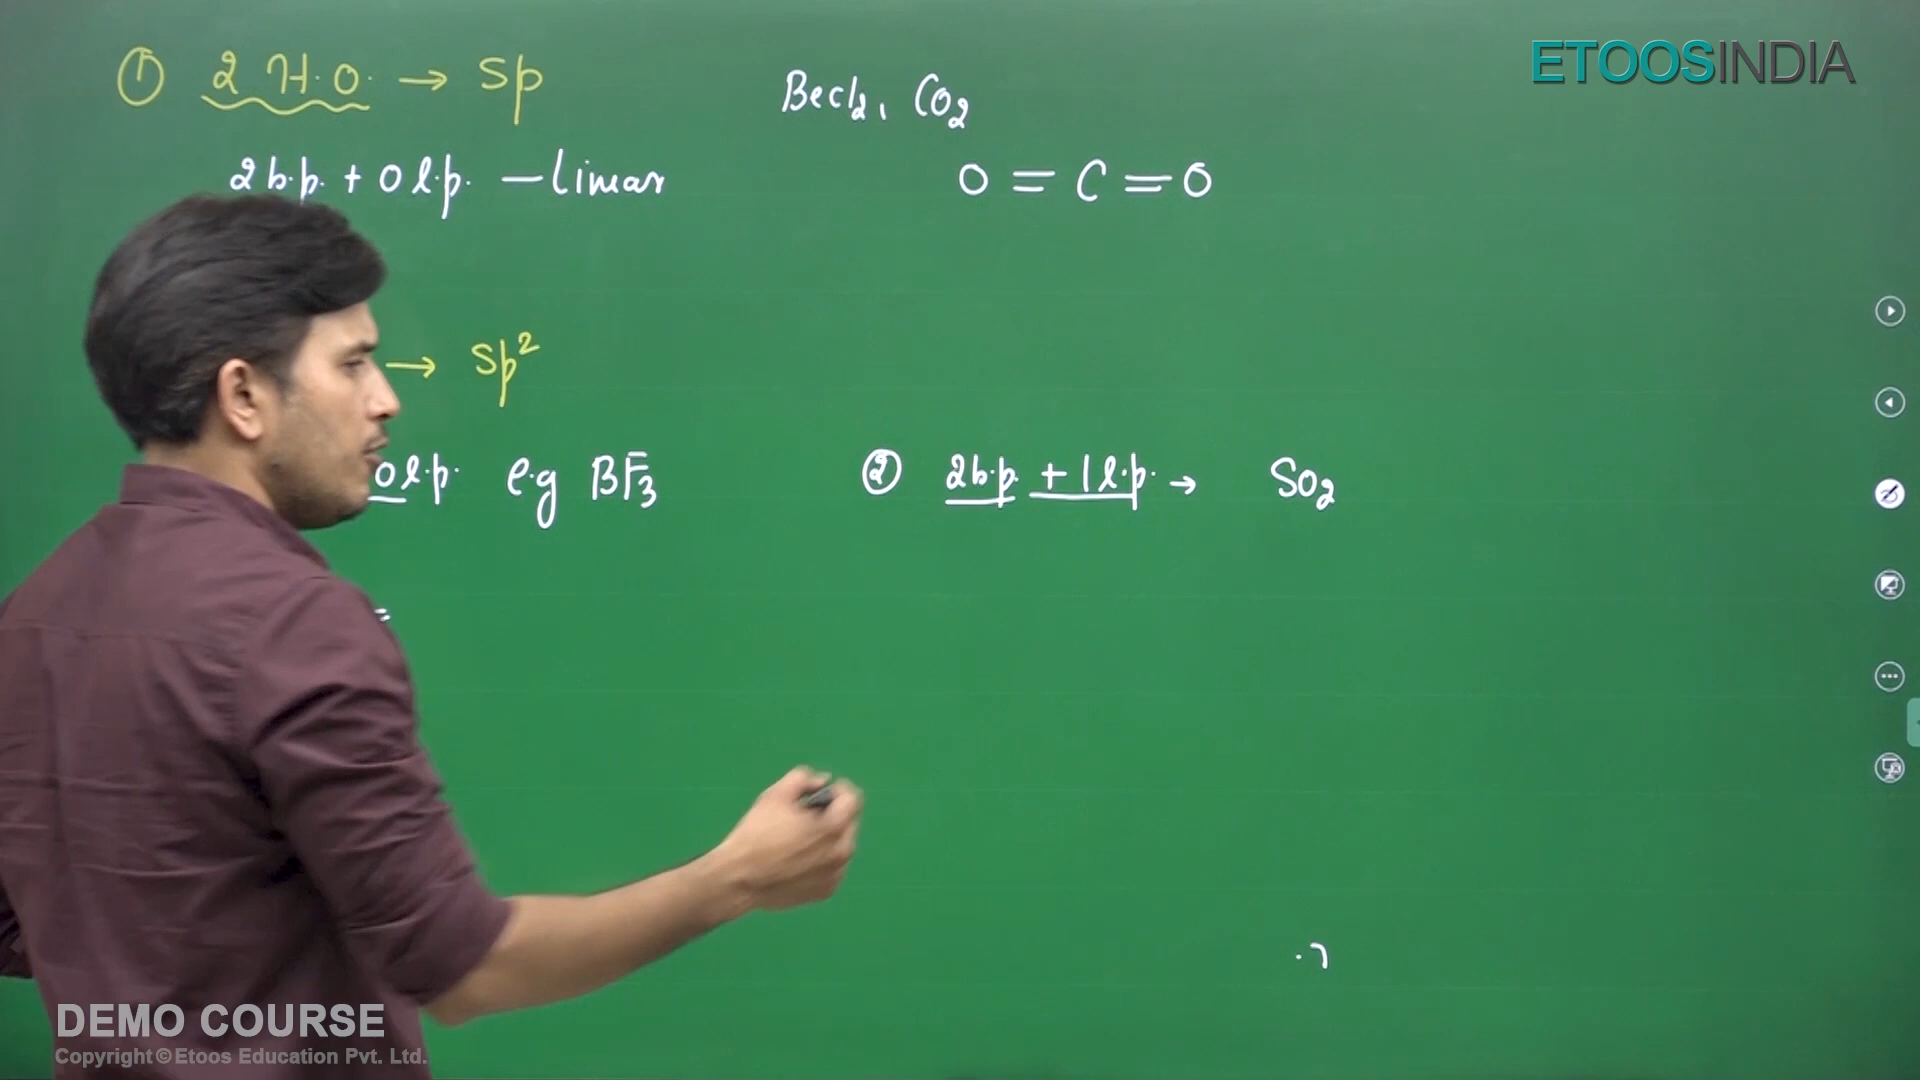 ETOOSINDIA
① 2 H.O. → Sp
Becl2, CO2
2 b.p. + 0 l.p. — Linear
O = C = O
→ Sp²
0 l.p. e.g BF3
② 2b.p. + 1 l.p. → SO2
=
DEMO COURSE
Copyright©Etoos Education Pvt. Ltd.